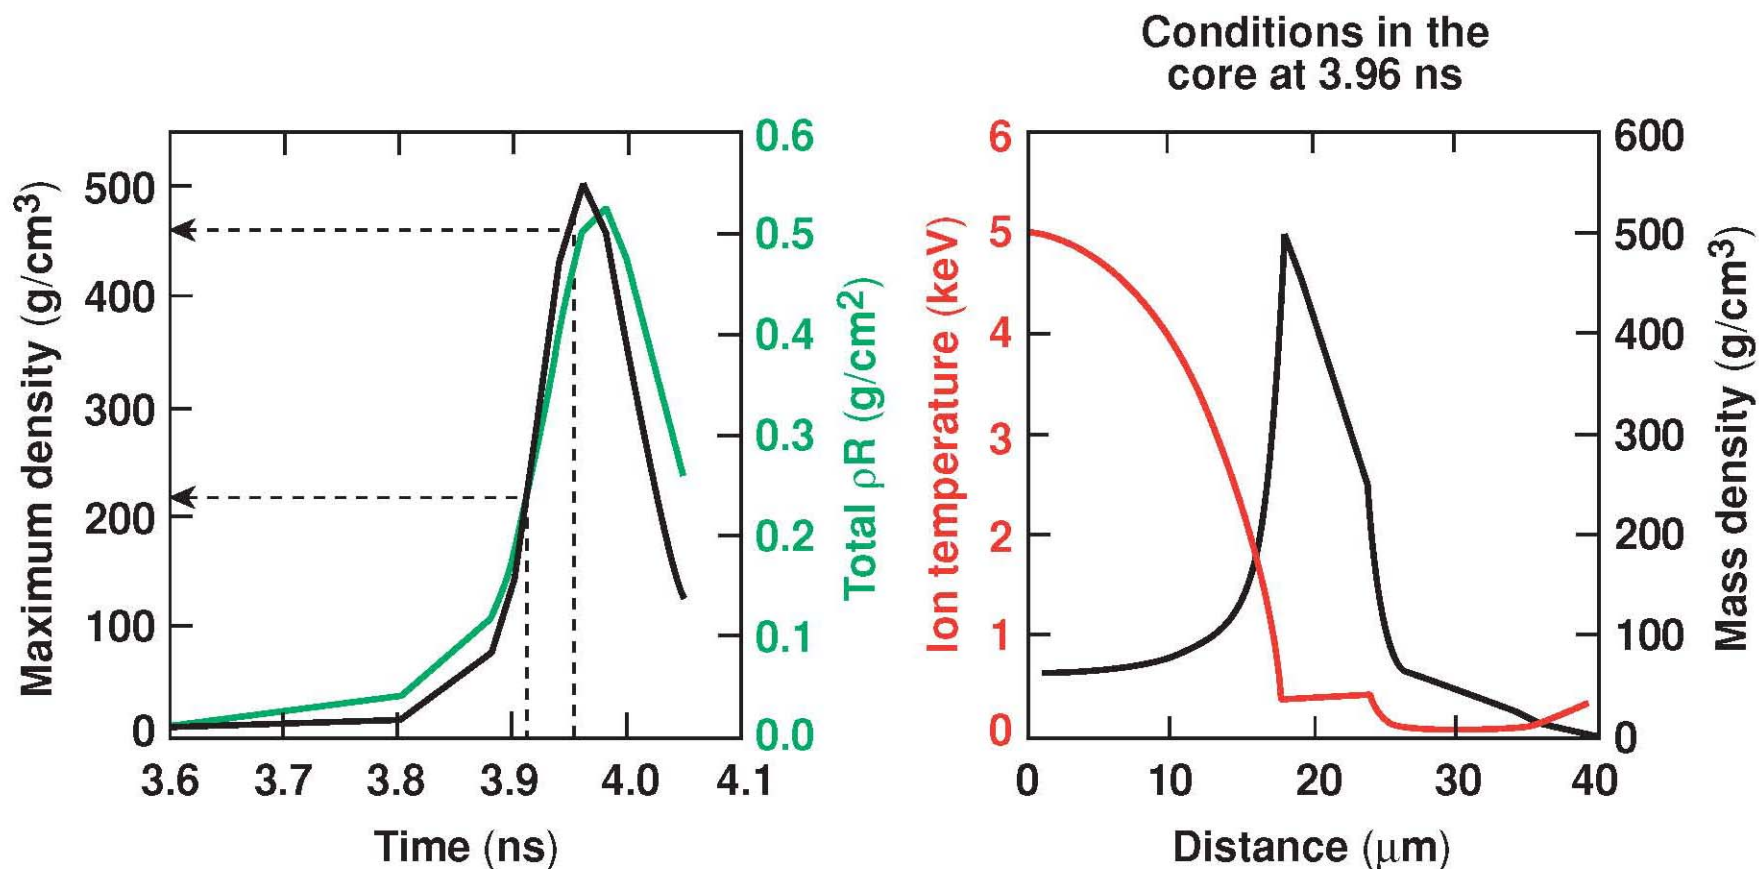 Conditions in the
core at 3.96 ns
Maximum density (g/cm³)
500
400
300
200
100
0
3.6 3.7 3.8 3.9 4.0 4.1
Time (ns)
0.6
0.5
0.4
0.3
0.2
0.1
0.0
Total ρR (g/cm²)
Ion temperature (keV)
6
5
4
3
2
1
0
0 10 20 30 40
Distance (μm)
600
500
400
300
200
100
0
Mass density (g/cm³)